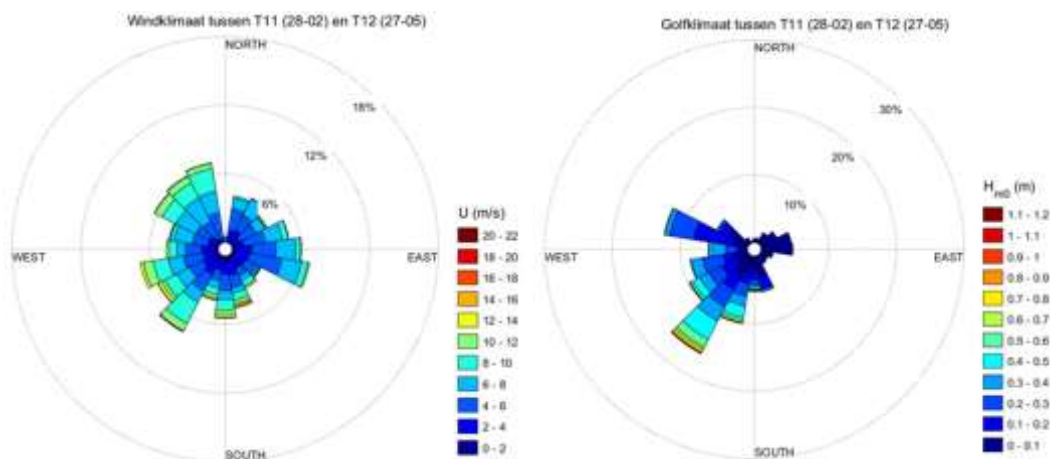 Windklimaat tussen T11 (28-02) en T12 (27-05)
NORTH
18%
12%
6%
WEST
EAST
SOUTH
U (m/s)
20 - 22
18 - 20
16 - 18
14 - 16
12 - 14
10 - 12
8 - 10
6 - 8
4 - 6
2 - 4
0 - 2
Golfklimaat tussen T11 (28-02) en T12 (27-05)
NORTH
30%
20%
10%
WEST
EAST
SOUTH
Hm0 (m)
1.1 - 1.2
1 - 1.1
0.9 - 1
0.8 - 0.9
0.7 - 0.8
0.6 - 0.7
0.5 - 0.6
0.4 - 0.5
0.3 - 0.4
0.2 - 0.3
0.1 - 0.2
0 - 0.1